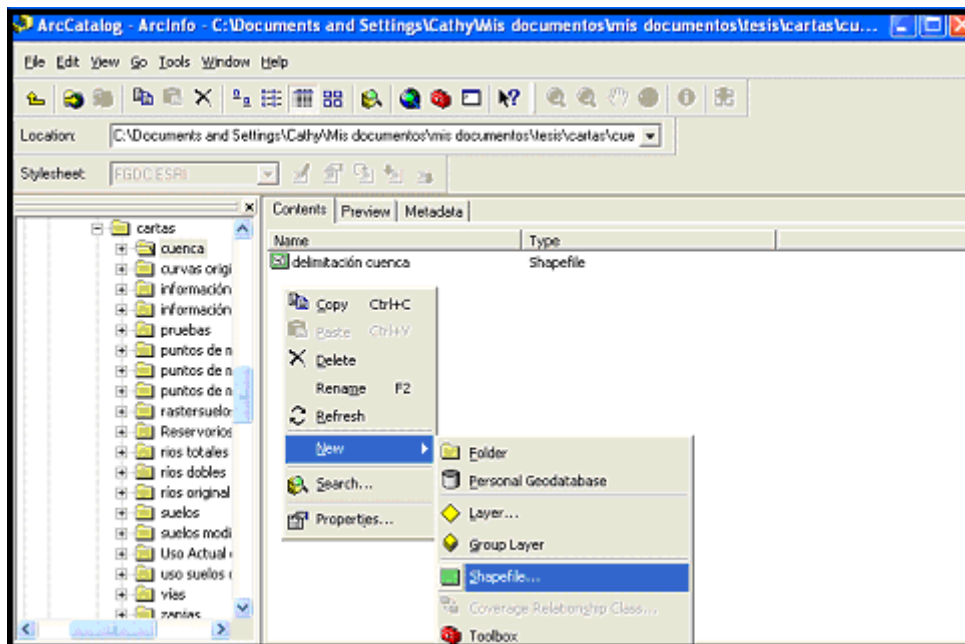 ArcCatalog - ArcInfo - C:\Documents and Settings\Cathy\Mis documentos\mis documentos\tesis\cartas\cu...
File Edit View Go Tools Window Help
Location: C:\Documents and Settings\Cathy\Mis documentos\mis documentos\tesis\cartas\cue
Stylesheet: FGDC ESRI
Contents Preview Metadata
Name Type
delimitación cuenca Shapefile
cartas
cuenca
curvas origi
información
información
pruebas
puntos de n
puntos de n
puntos de n
rastersuelo
Reservorios
rios totales
ríos dobles
ríos original
suelos
suelos modi
Uso Actual
uso suelos
vias
zanjas
Copy Ctrl+C
Paste Ctrl+V
Delete
Rename F2
Refresh
New
Search...
Properties...
Folder
Personal Geodatabase
Layer...
Group Layer
Shapefile...
Coverage Relationship Class...
Toolbox